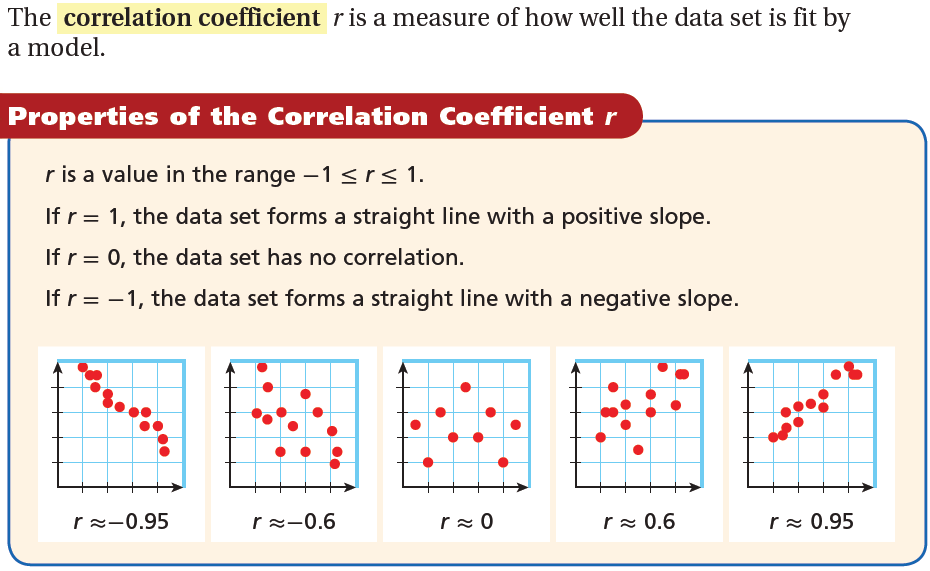 The correlation coefficient r is a measure of how well the data set is fit by
a model.
Properties of the Correlation Coefficient r
r is a value in the range −1 ≤ r ≤ 1.
If r = 1, the data set forms a straight line with a positive slope.
If r = 0, the data set has no correlation.
If r = −1, the data set forms a straight line with a negative slope.
r ≈−0.95
r ≈−0.6
r ≈ 0
r ≈ 0.6
r ≈ 0.95